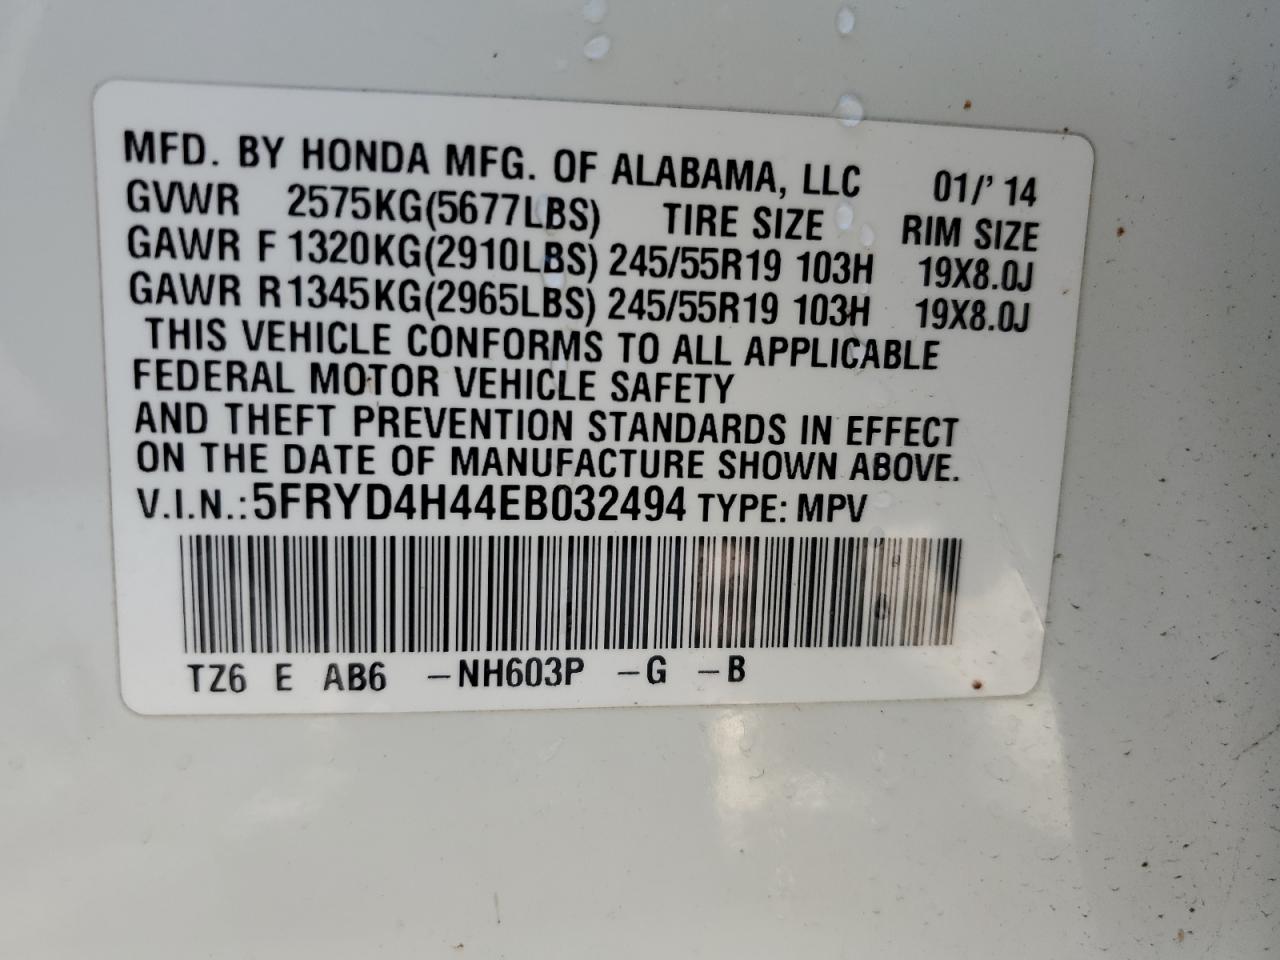 MFD. BY HONDA MFG. OF ALABAMA, LLC 01/' 14
GVWR 2575KG(5677LBS) TIRE SIZE RIM SIZE
GAWR F 1320KG(2910LBS) 245/55R19 103H 19X8.0J
GAWR R1345KG(2965LBS) 245/55R19 103H 19X8.0J
THIS VEHICLE CONFORMS TO ALL APPLICABLE
FEDERAL MOTOR VEHICLE SAFETY
AND THEFT PREVENTION STANDARDS IN EFFECT
ON THE DATE OF MANUFACTURE SHOWN ABOVE.
V.I.N.:5FRYD4H44EB032494 TYPE: MPV
TZ6 E AB6 –NH603P –G –B